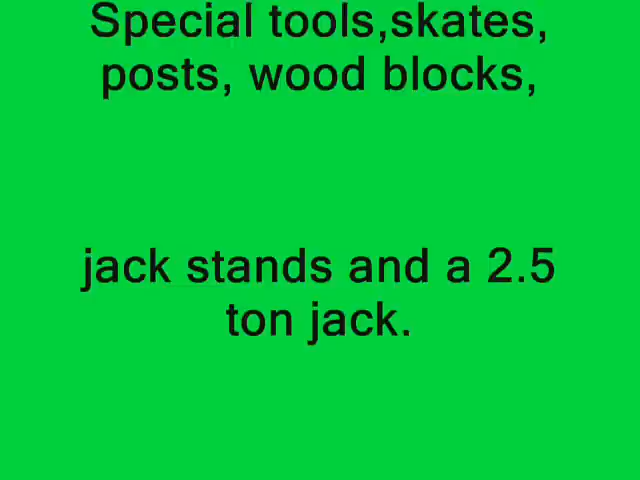 Special tools,skates,
posts, wood blocks,
jack stands and a 2.5
ton jack.